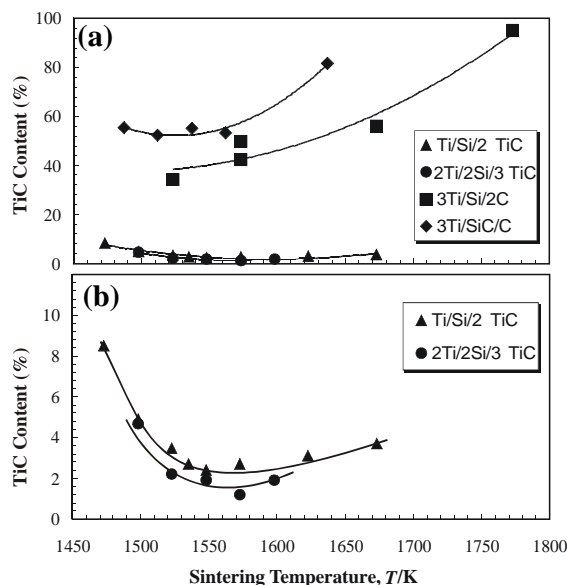 (a)
100
80
60
40
20
0
TiC Content (%)
Ti/Si/2 TiC
2Ti/2Si/3 TiC
3Ti/Si/2C
3Ti/SiC/C
(b)
8
6
4
2
0
TiC Content (%)
Ti/Si/2 TiC
2Ti/2Si/3 TiC
1450 1500 1550 1600 1650 1700 1750 1800
Sintering Temperature, T/K